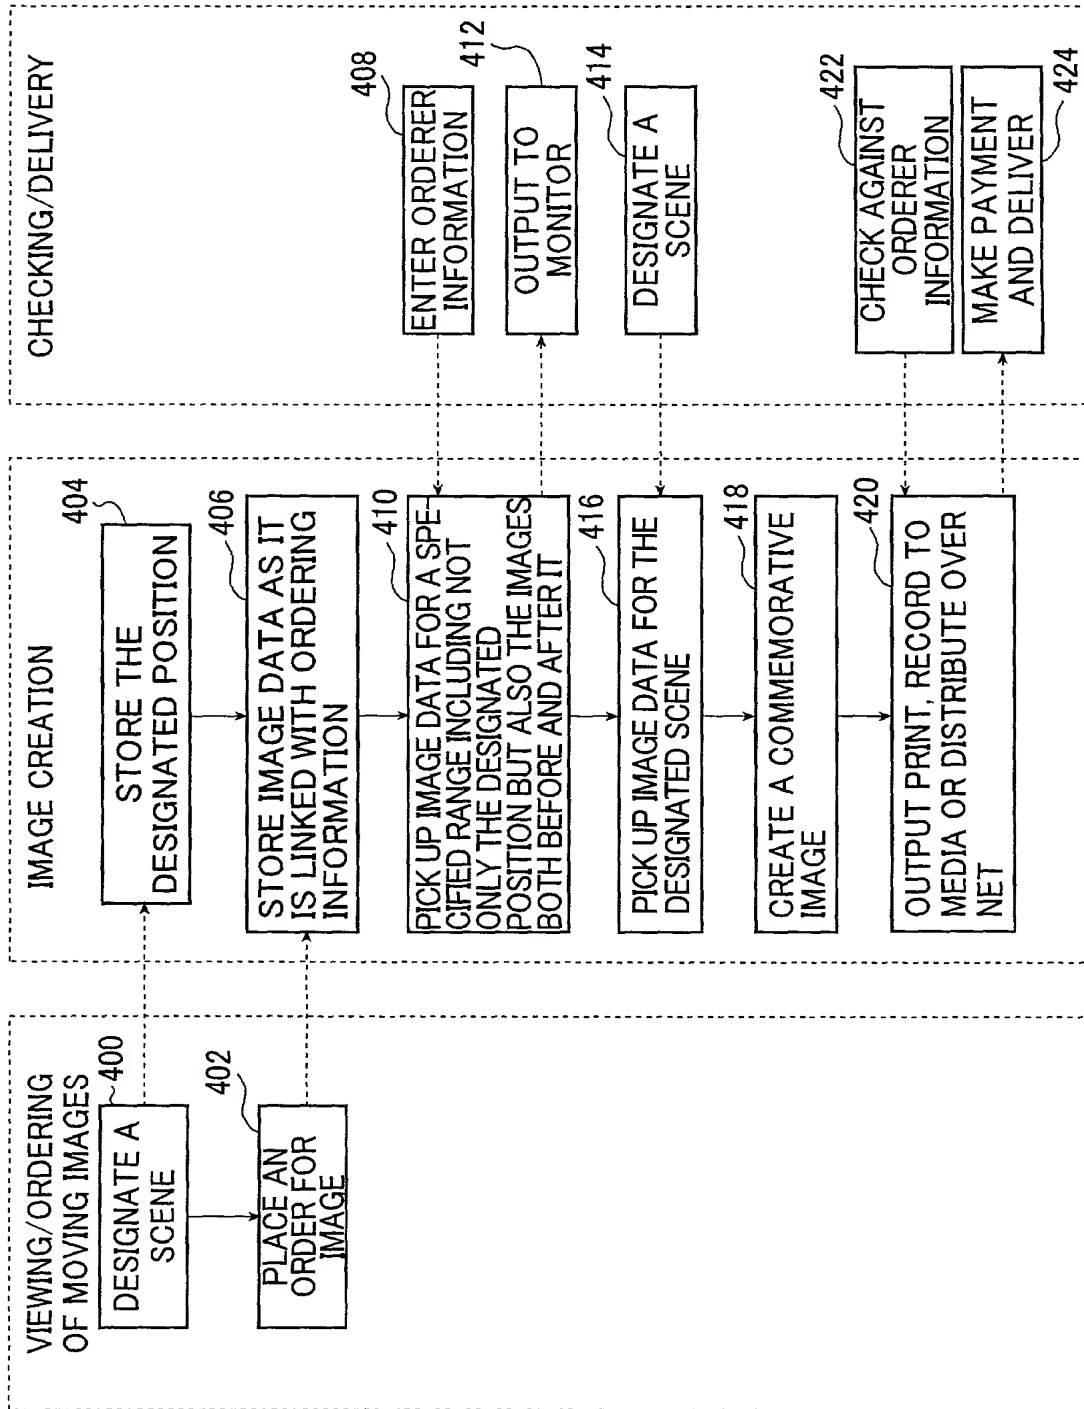 VIEWING/ORDERING
OF MOVING IMAGES
400
DESIGNATE A
SCENE
402
PLACE AN
ORDER FOR
IMAGE
IMAGE CREATION
404
STORE THE
DESIGNATED POSITION
406
STORE IMAGE DATA AS IT
IS LINKED WITH ORDERING
INFORMATION
410
PICK UP IMAGE DATA FOR A SPE-
CIFIED RANGE INCLUDING NOT
ONLY THE DESIGNATED
POSITION BUT ALSO THE IMAGES
BOTH BEFORE AND AFTER IT
416
PICK UP IMAGE DATA FOR THE
DESIGNATED SCENE
418
CREATE A COMMEMORATIVE
IMAGE
420
OUTPUT PRINT, RECORD TO
MEDIA OR DISTRIBUTE OVER
NET
CHECKING/DELIVERY
408
ENTER ORDERER
INFORMATION
412
OUTPUT TO
MONITOR
414
DESIGNATE A
SCENE
422
CHECK AGAINST
ORDERER
INFORMATION
MAKE PAYMENT
AND DELIVER
424